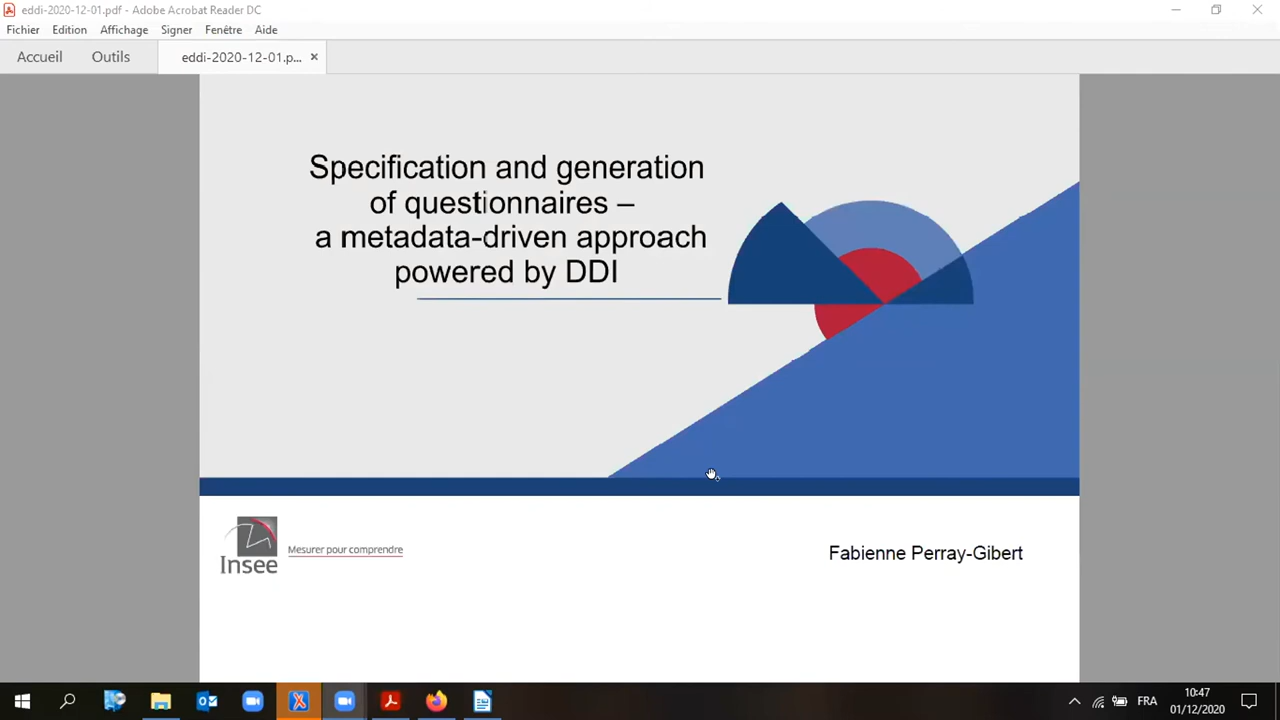 eddi-2020-12-01.pdf - Adobe Acrobat Reader DC
Fichier Edition Affichage Signer Fenêtre Aide
Accueil Outils eddi-2020-12-01.p... ×
Specification and generation
of questionnaires –
a metadata-driven approach
powered by DDI
Insee
Mesurer pour comprendre
Fabienne Perray-Gibert
FRA
10:47
01/12/2020